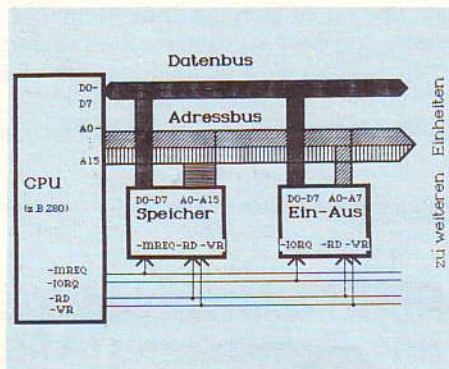 Datenbus
D0-
D7
Adressbus
A0-
A15
CPU
(z.B 280)
D0-D7 A0-A15
Speicher
-MREQ -RD -WR
D0-D7 A0-A7
Ein-Aus
-IORQ -RD -WR
-MREQ
-IORQ
-RD
-WR
zu weiteren Einheiten